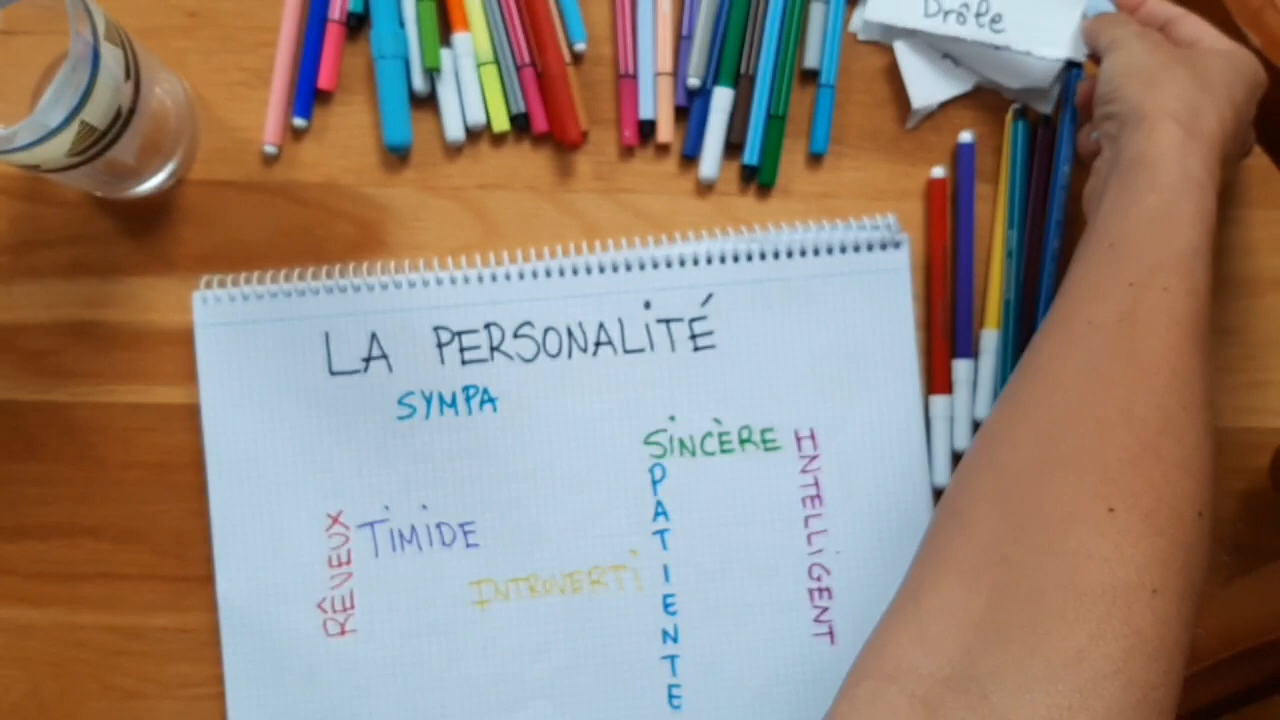 Drôle
LA PERSONALiTÉ
SYMPA
SiNCÈRE
INTELLiGENT
PATIENTE
RÊVEUX
TiMIDE
INTROVERTi